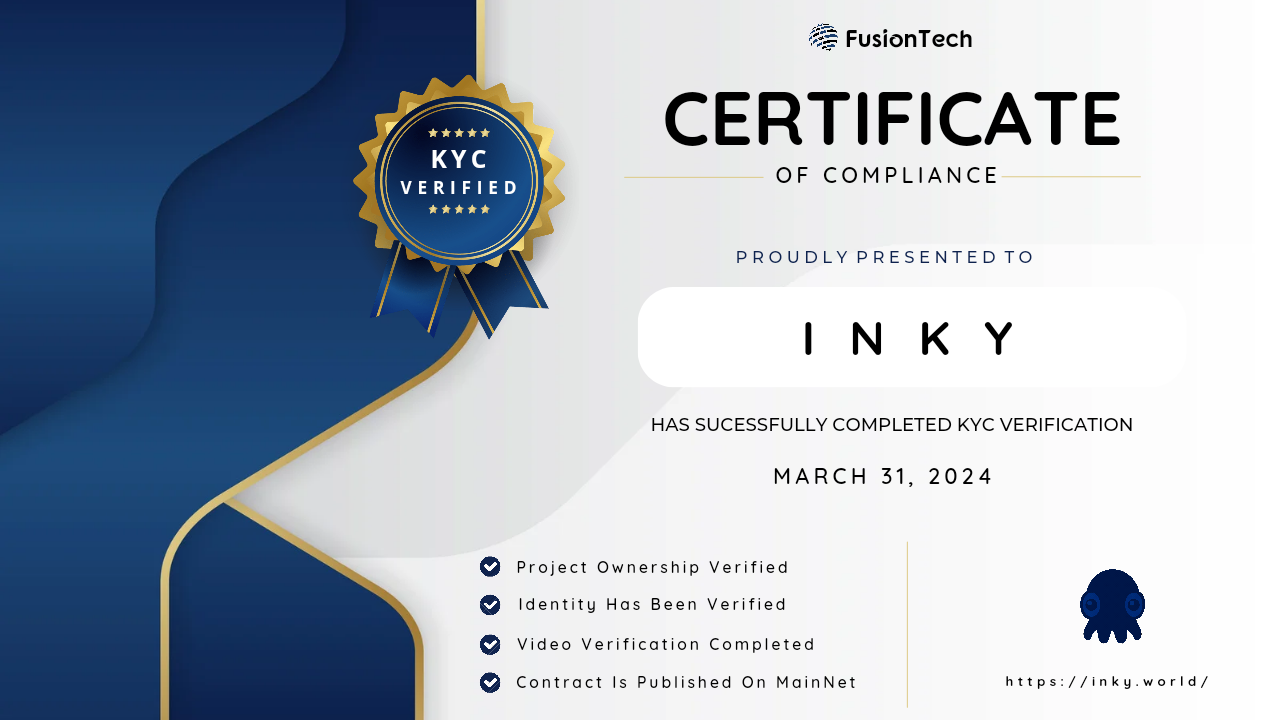 FusionTech
CERTIFICATE
OF COMPLIANCE
KYC
VERIFIED
PROUDLY PRESENTED TO
INKY
HAS SUCESSFULLY COMPLETED KYC VERIFICATION
MARCH 31, 2024
Project Ownership Verified
Identity Has Been Verified
Video Verification Completed
Contract Is Published On MainNet
https://inky.world/